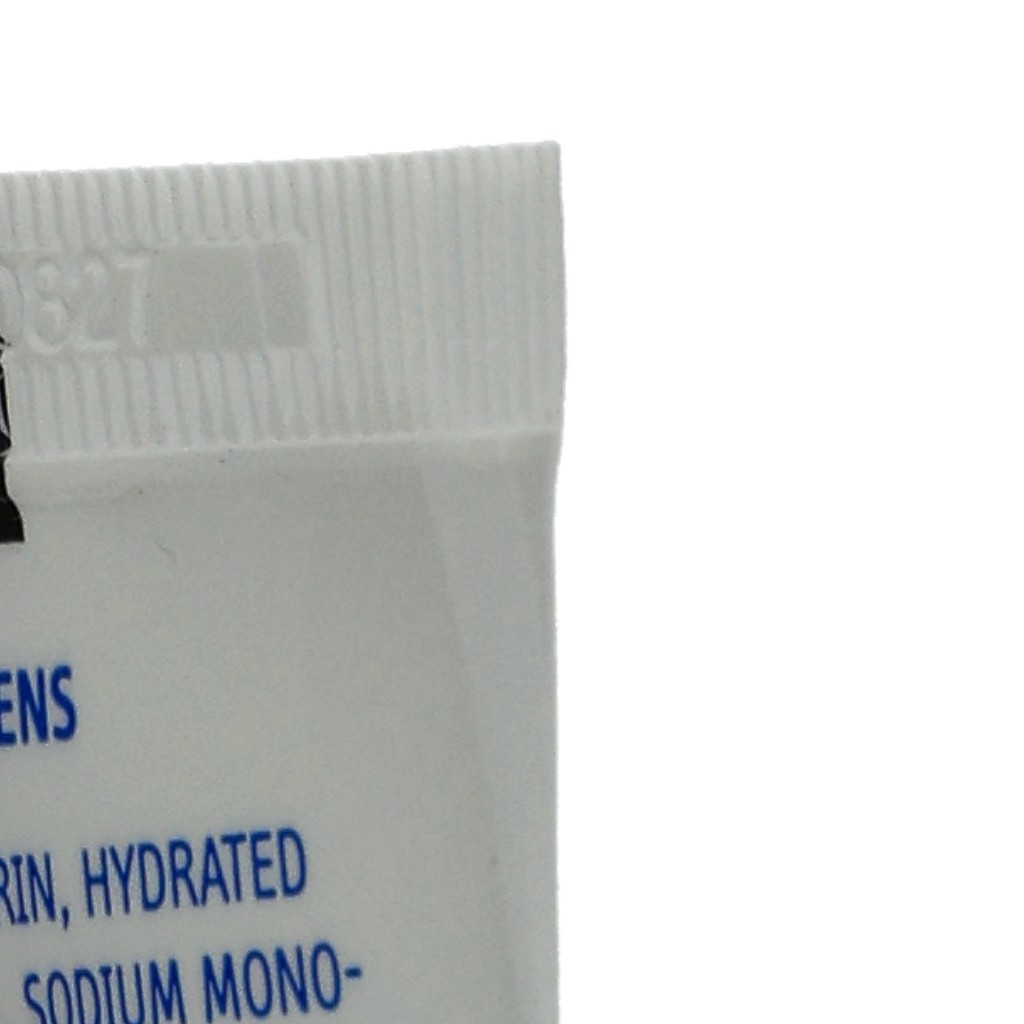 0827
ENS
RIN, HYDRATED
SODIUM MONO-